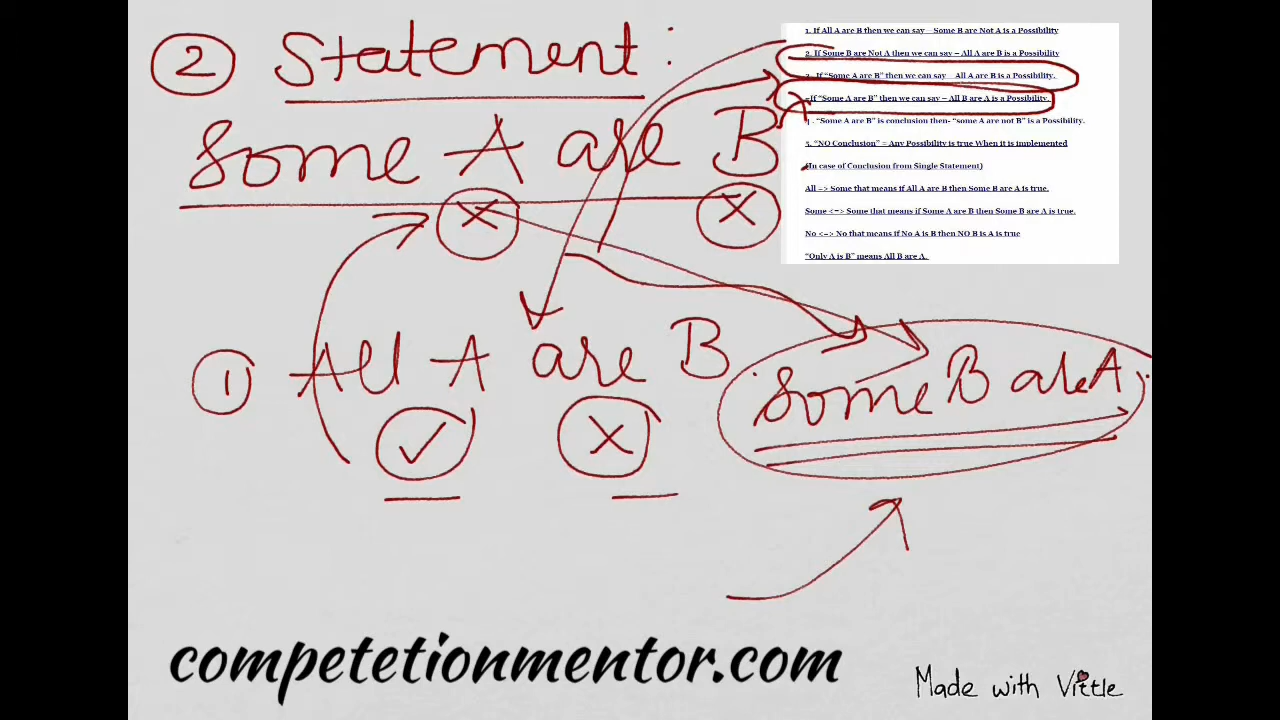 2 Statement:
Some A are B
1. If All A are B then we can say – Some B are Not A is a Possibility
2. If Some B are Not A then we can say – All A are B is a Possibility
3. If "Some A are B" then we can say – All A are B is a Possibility.
If "Some A are B" then we can say – All B are A is a Possibility.
4. "Some A are B" is conclusion then- "some A are not B" is a Possibility.
5. "NO Conclusion" = Any Possibility is true When it is implemented
(In case of Conclusion from Single Statement)
All => Some that means if All A are B then Some B are A is true.
Some <=> Some that means if Some A are B then Some B are A is true.
No <=> No that means if No A is B then NO B is A is true
"Only A is B" means All B are A.
1 All A are B
Some B are A
competetionmentor.com
Made with Vittle